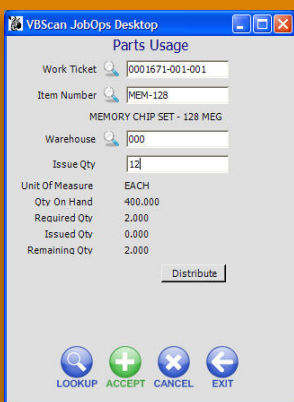 VBScan JobOps Desktop
Parts Usage
Work Ticket 0001671-001-001
Item Number MEM-128
MEMORY CHIP SET - 128 MEG
Warehouse 000
Issue Qty 12
Unit Of Measure EACH
Qty On Hand 400.000
Required Qty 2.000
Issued Qty 0.000
Remaining Qty 2.000
Distribute
LOOKUP ACCEPT CANCEL EXIT